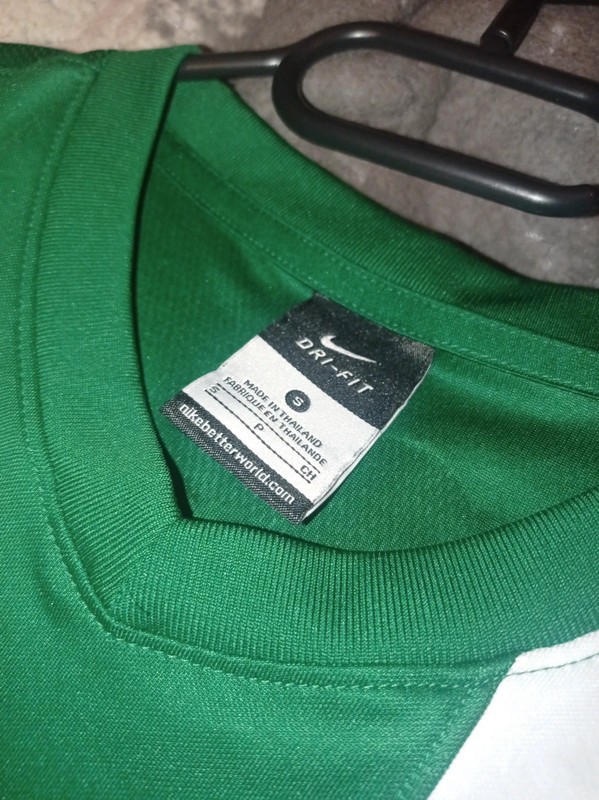 DRI-FIT
S
MADE IN THAILAND
FABRIQUE EN THAILANDE
S P CH
nikebetterworld.com